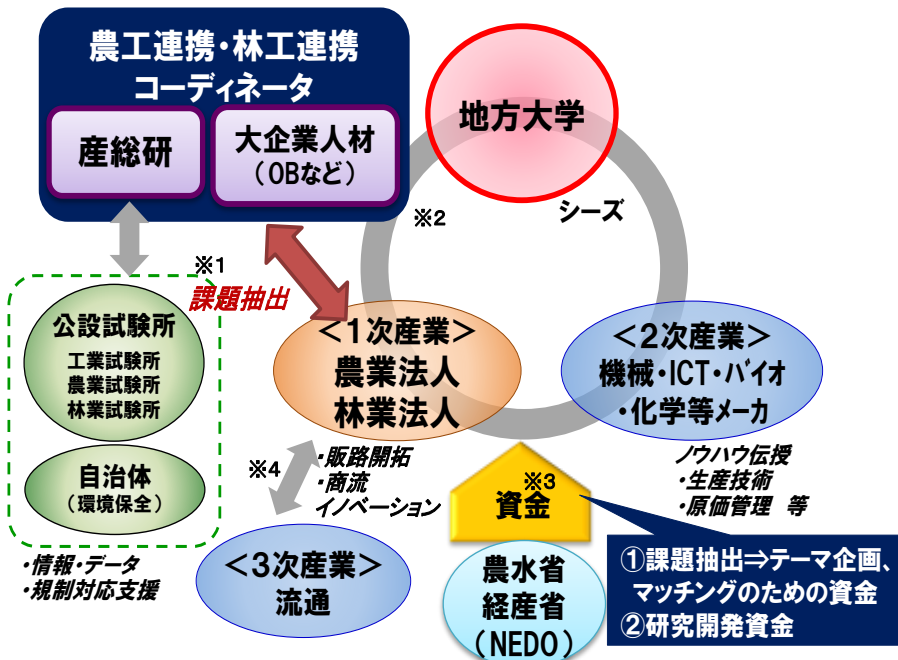 農工連携・林工連携
コーディネータ
産総研
大企業人材
（OBなど）
地方大学
シーズ
※2
※1
課題抽出
公設試験所
工業試験所
農業試験所
林業試験所
自治体
（環境保全）
・情報・データ
・規制対応支援
＜1次産業＞
農業法人
林業法人
＜2次産業＞
機械・ICT・バイオ
・化学等メーカ
ノウハウ伝授
・生産技術
・原価管理　等
※4
・販路開拓
・商流
イノベーション
＜3次産業＞
流通
※3
資金
農水省
経産省
（NEDO）
①課題抽出⇒テーマ企画、
マッチングのための資金
②研究開発資金